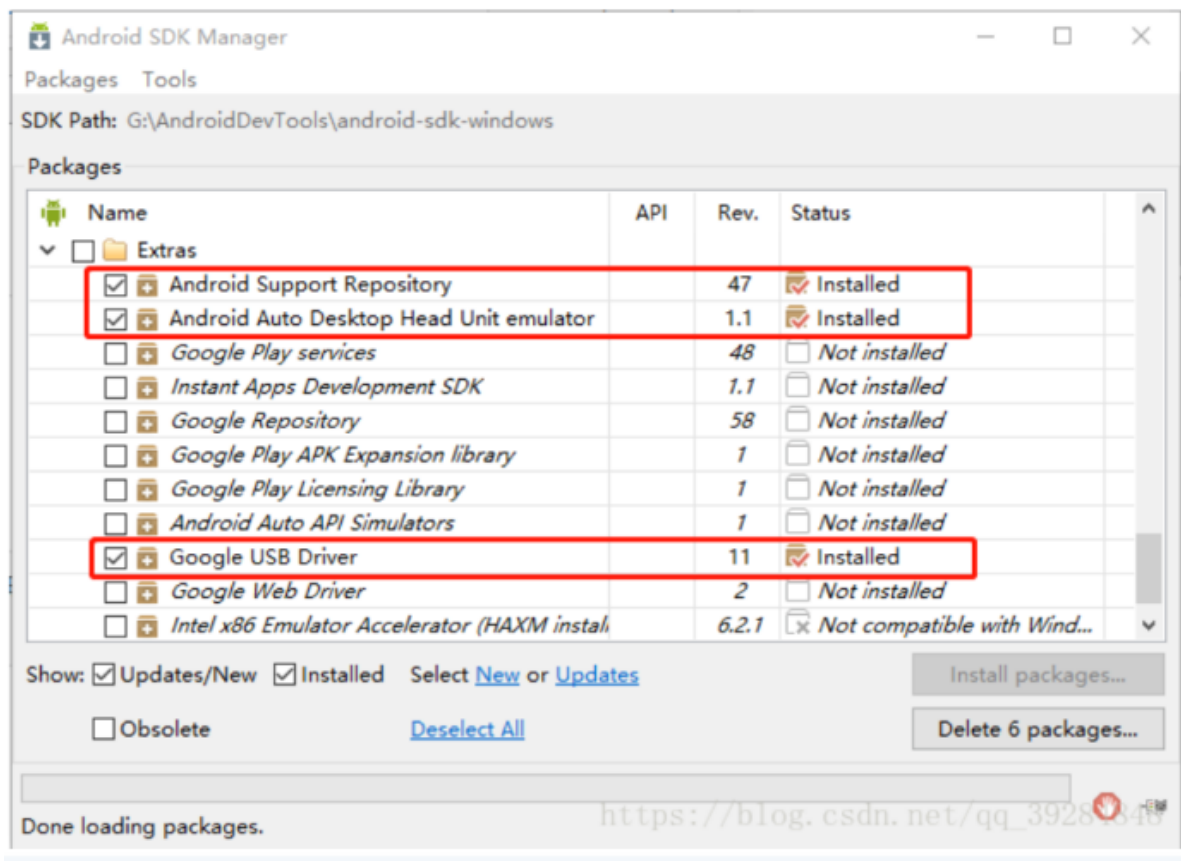 Android SDK Manager
Packages Tools
SDK Path: G:\AndroidDevTools\android-sdk-windows
Packages
Name API Rev. Status
Extras
Android Support Repository 47 Installed
Android Auto Desktop Head Unit emulator 1.1 Installed
Google Play services 48 Not installed
Instant Apps Development SDK 1.1 Not installed
Google Repository 58 Not installed
Google Play APK Expansion library 1 Not installed
Google Play Licensing Library 1 Not installed
Android Auto API Simulators 1 Not installed
Google USB Driver 11 Installed
Google Web Driver 2 Not installed
Intel x86 Emulator Accelerator (HAXM install 6.2.1 Not compatible with Wind...
Show: Updates/New Installed Select New or Updates Install packages...
Obsolete Deselect All Delete 6 packages...
https://blog.csdn.net/qq_39284848
Done loading packages.